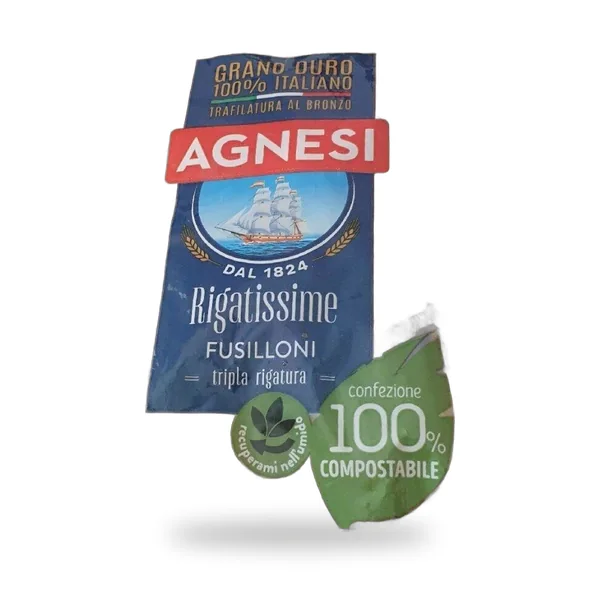 GRANO DURO
100% ITALIANO
TRAFILATURA AL BRONZO
AGNESI
DAL 1824
Rigatissime
FUSILLONI
tripla rigatura
recuperami nell'umido
confezione
100%
COMPOSTABILE